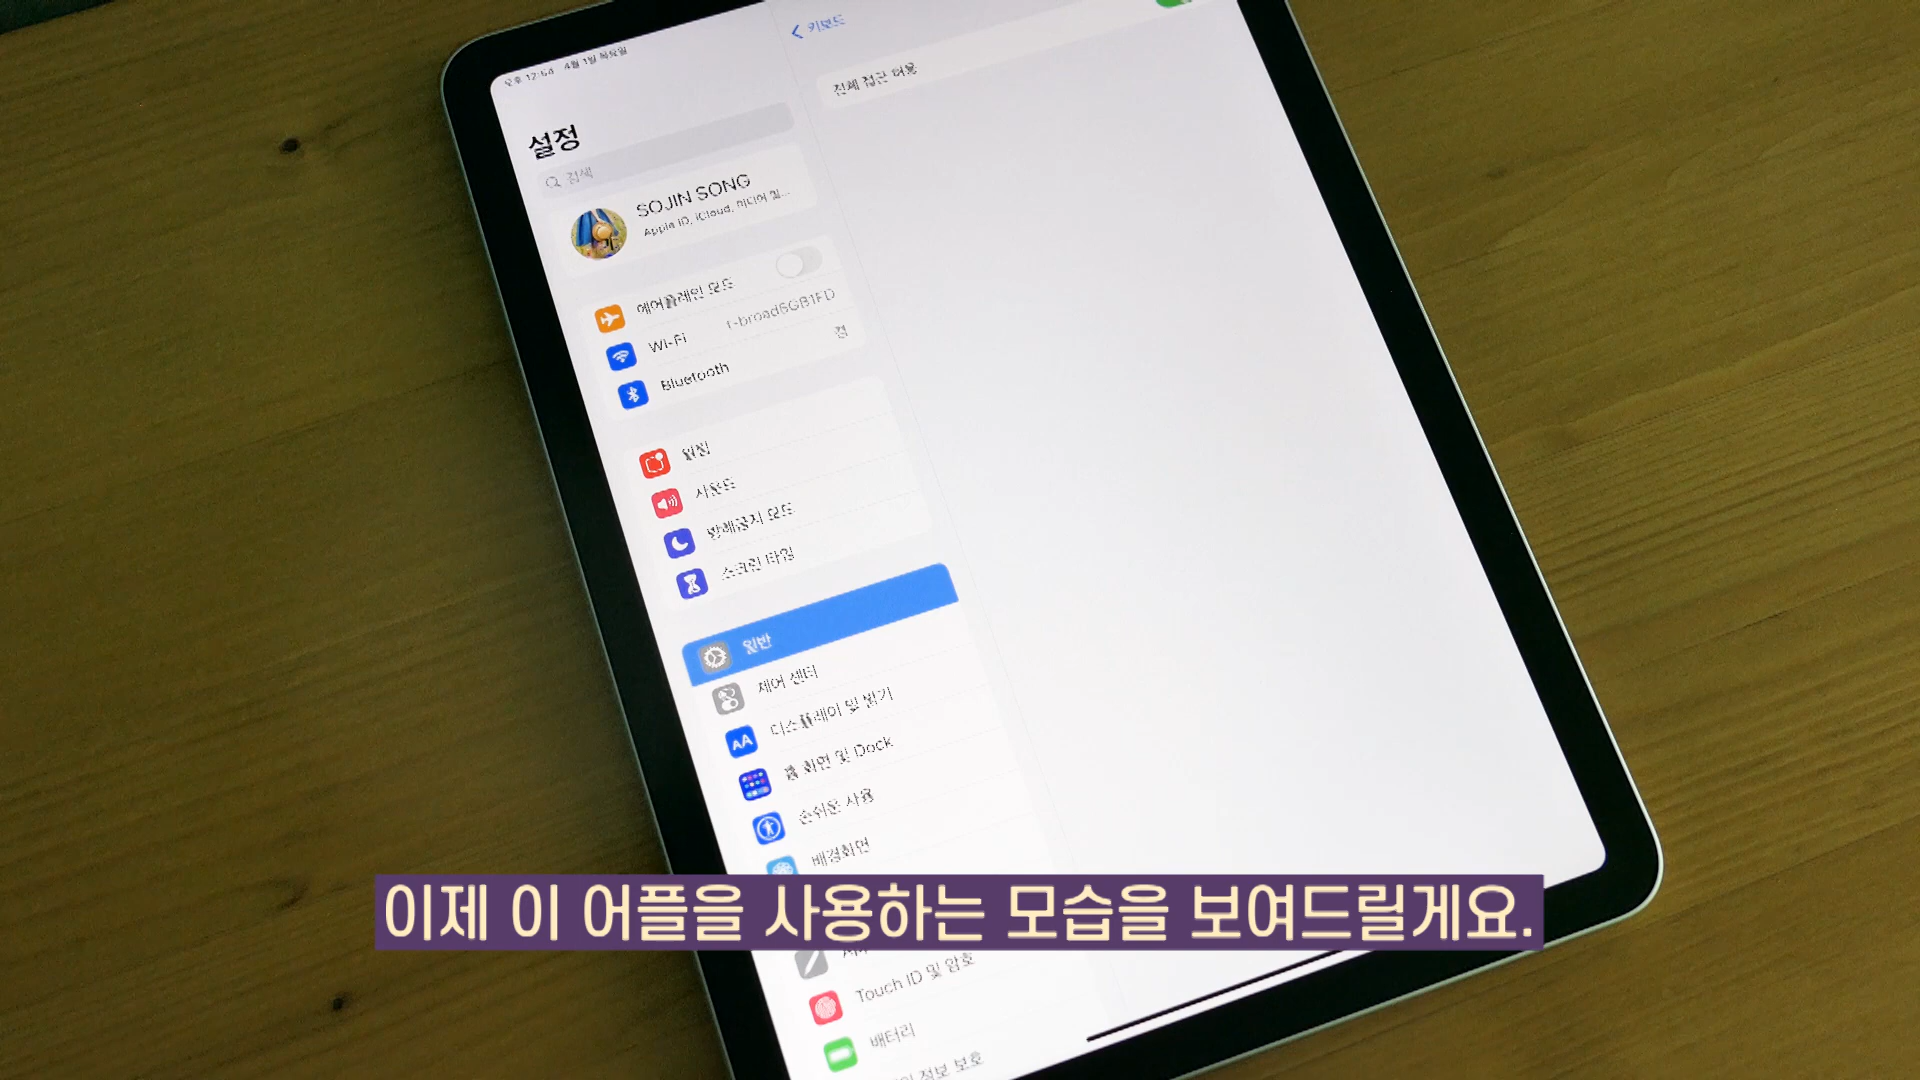 오후 12:54 4월 1일 목요일
키보드
전체 접근 허용
설정
검색
SOJIN SONG
Apple ID, iCloud, 미디어 및...
에어플레인 모드
Wi-Fi
Bluetooth
켬
알림
사운드
방해금지 모드
스크린 타임
일반
제어 센터
디스플레이 및 밝기
홈 화면 및 Dock
손쉬운 사용
배경화면
이제 이 어플을 사용하는 모습을 보여드릴게요.
Touch ID 및 암호
배터리
정보 보호